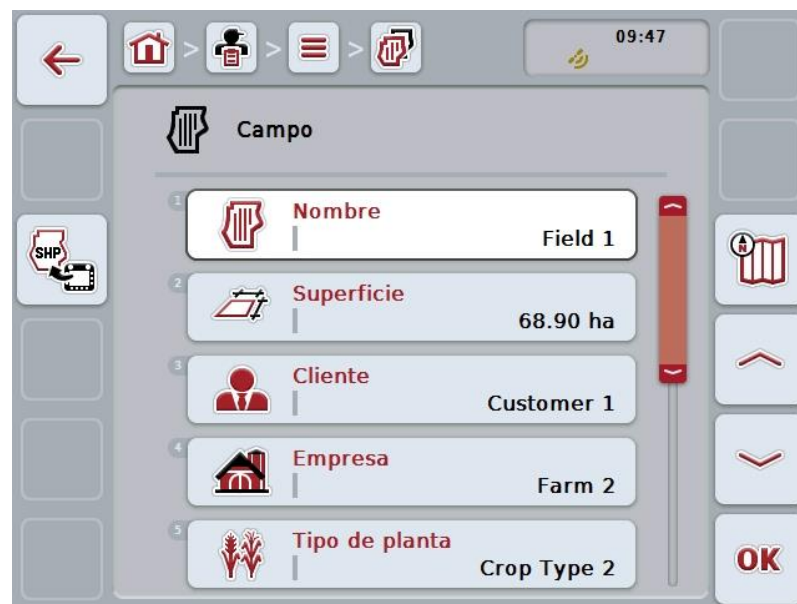 09:47
Campo
1
Nombre
Field 1
SHP
N
2
Superficie
68.90 ha
3
Cliente
Customer 1
4
Empresa
Farm 2
5
Tipo de planta
Crop Type 2
OK